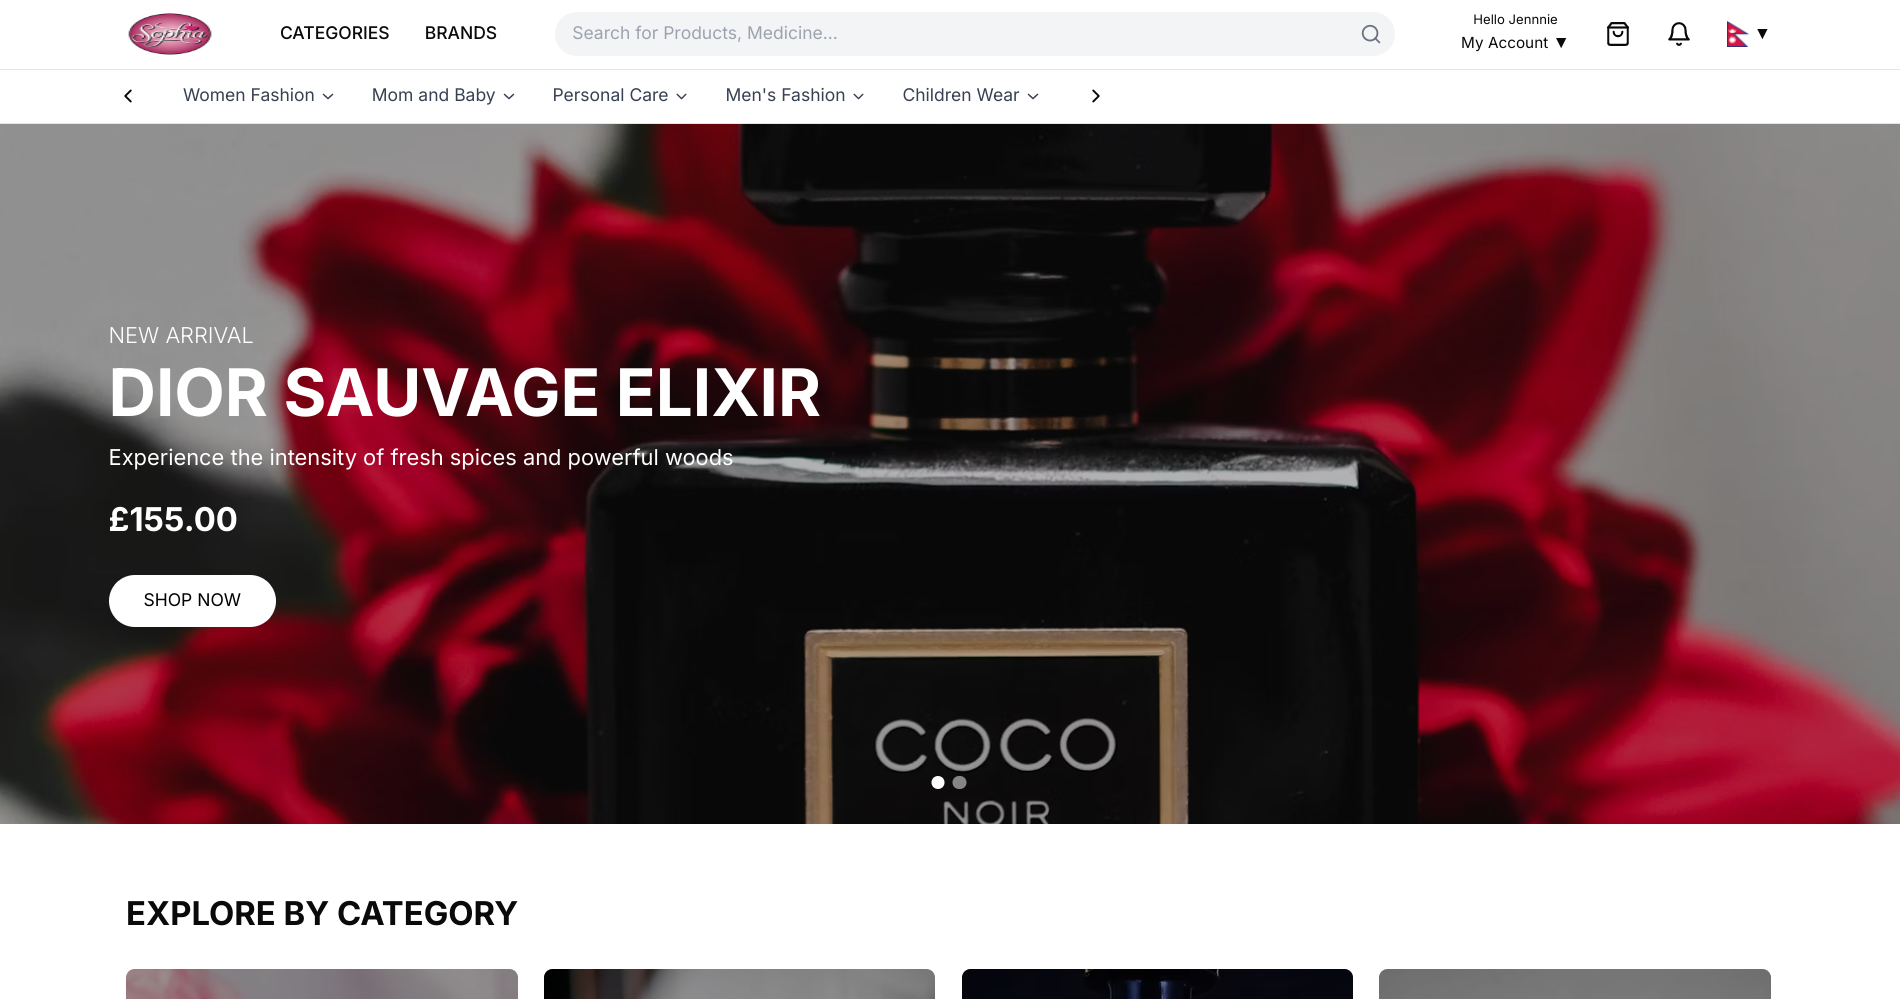 Sophia
CATEGORIES
BRANDS
Search for Products, Medicine...
Hello Jennnie
My Account
Women Fashion
Mom and Baby
Personal Care
Men's Fashion
Children Wear
NEW ARRIVAL
DIOR SAUVAGE ELIXIR
Experience the intensity of fresh spices and powerful woods
£155.00
SHOP NOW
COCO
NOIR
EXPLORE BY CATEGORY